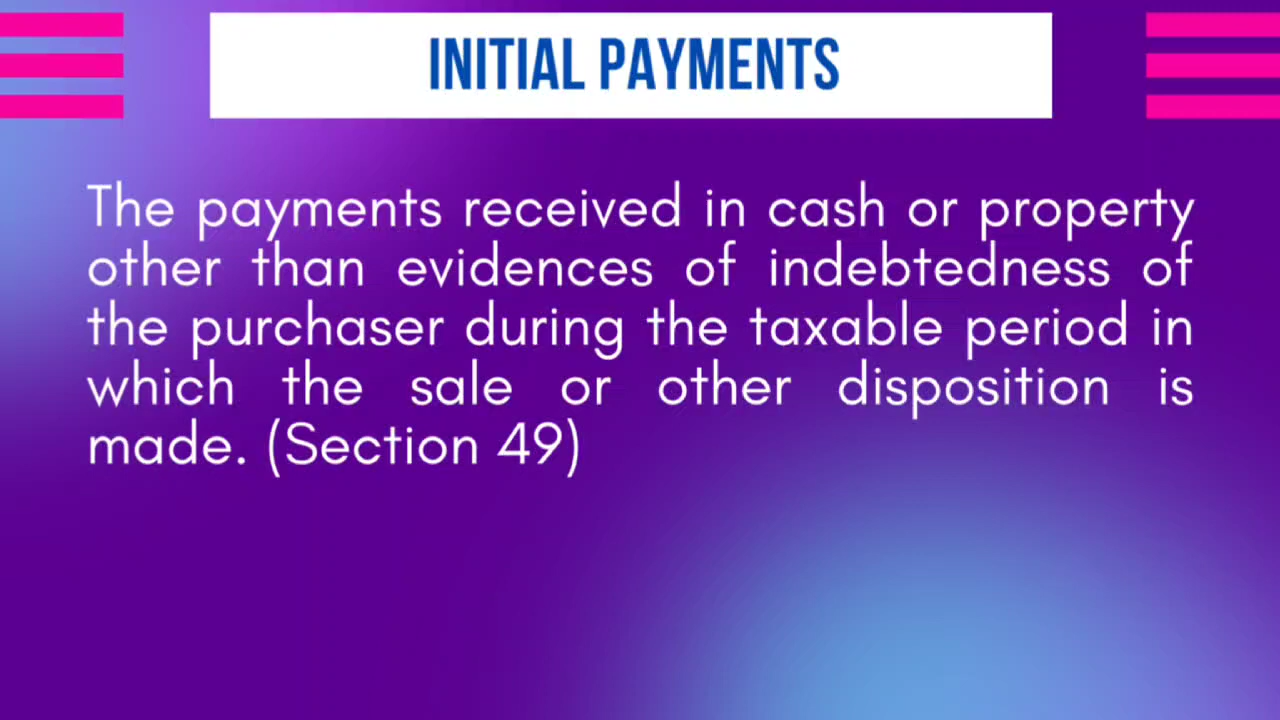 INITIAL PAYMENTS
The payments received in cash or property
other than evidences of indebtedness of
the purchaser during the taxable period in
which the sale or other disposition is
made. (Section 49)